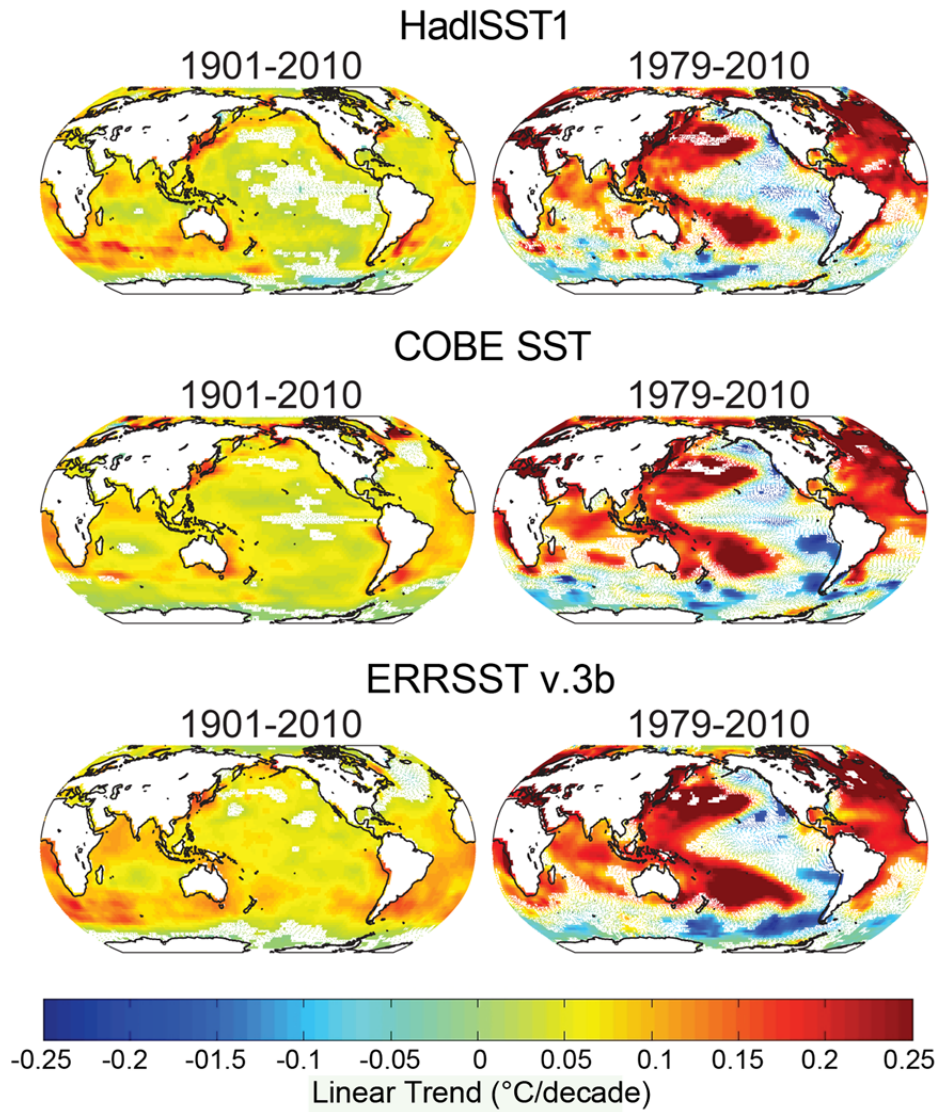 HadISST1
1901-2010 1979-2010
COBE SST
1901-2010 1979-2010
ERRSST v.3b
1901-2010 1979-2010
-0.25 -0.2 -1.5 -0.1 -0.05 0 0.05 0.1 0.15 0.2 0.25
Linear Trend (°C/decade)